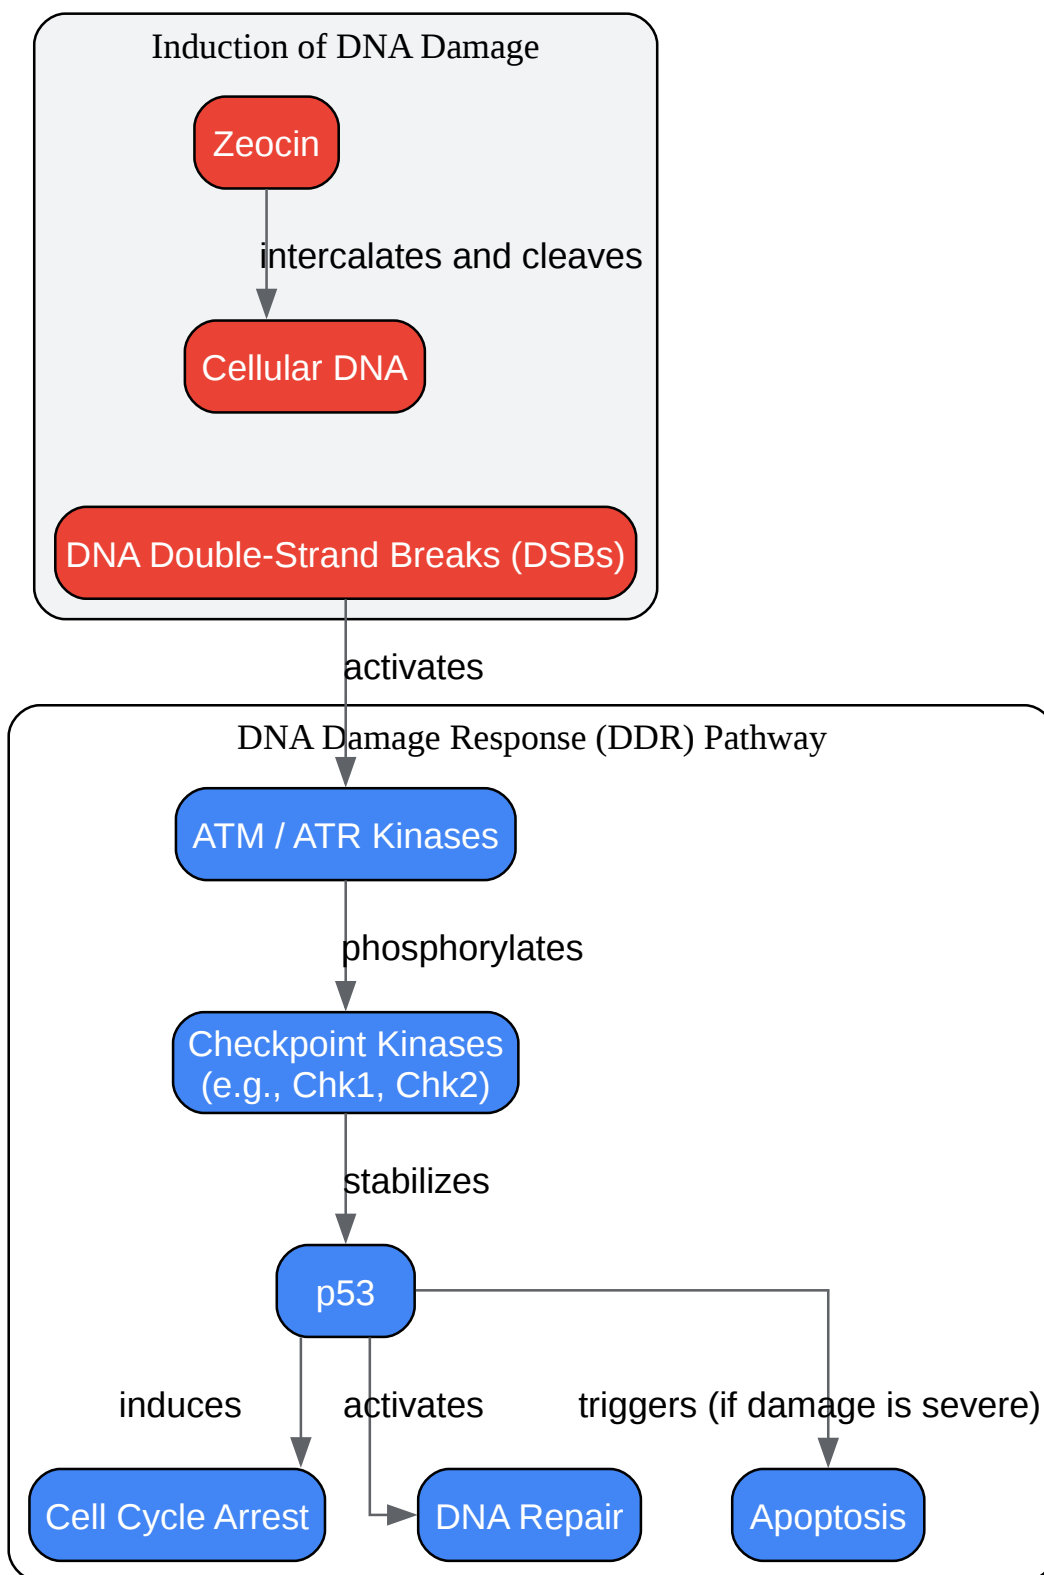 Induction of DNA Damage
Zeocin
intercalates and cleaves
Cellular DNA
DNA Double-Strand Breaks (DSBs)
activates
DNA Damage Response (DDR) Pathway
ATM / ATR Kinases
phosphorylates
Checkpoint Kinases
(e.g., Chk1, Chk2)
stabilizes
p53
induces
activates
triggers (if damage is severe)
Cell Cycle Arrest
DNA Repair
Apoptosis